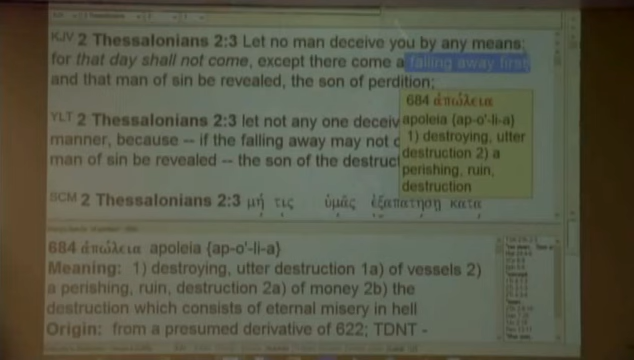 KJV 2 Thessalonians 2:3 Let no man deceive you by any means:
for that day shall not come, except there come a falling away first
and that man of sin be revealed, the son of perdition;
684 ἀπώλεια
apoleia {ap-o'-li-a}
1) destroying, utter
destruction 2) a
perishing, ruin,
destruction
YLT 2 Thessalonians 2:3 let not any one deceiv
manner, because -- if the falling away may not c
man of sin be revealed -- the son of the destruct
SCM 2 Thessalonians 2:3 μή τις ὑμᾶς ἐξαπατήσῃ κατὰ
684 ἀπώλεια apoleia {ap-o'-li-a}
Meaning: 1) destroying, utter destruction 1a) of vessels 2)
a perishing, ruin, destruction 2a) of money 2b) the
destruction which consists of eternal misery in hell
Origin: from a presumed derivative of 622; TDNT -